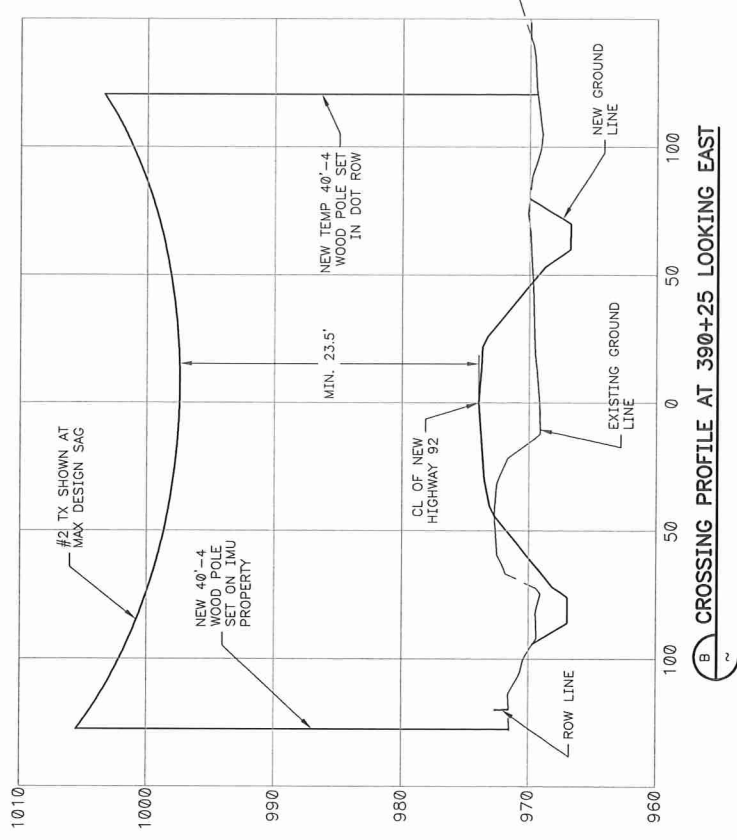 1010
1000
990
980
970
960
100
50
0
50
100
#2 TX SHOWN AT
MAX DESIGN SAG
NEW 40'-4
WOOD POLE
SET ON IMU
PROPERTY
ROW LINE
CL OF NEW
HIGHWAY 92
MIN. 23.5'
EXISTING GROUND
LINE
NEW TEMP 40'-4
WOOD POLE SET
IN DOT ROW
NEW GROUND
LINE
B
~
CROSSING PROFILE AT 390+25 LOOKING EAST